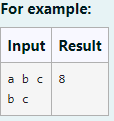 For example:
Input Result
a b c 8
b c